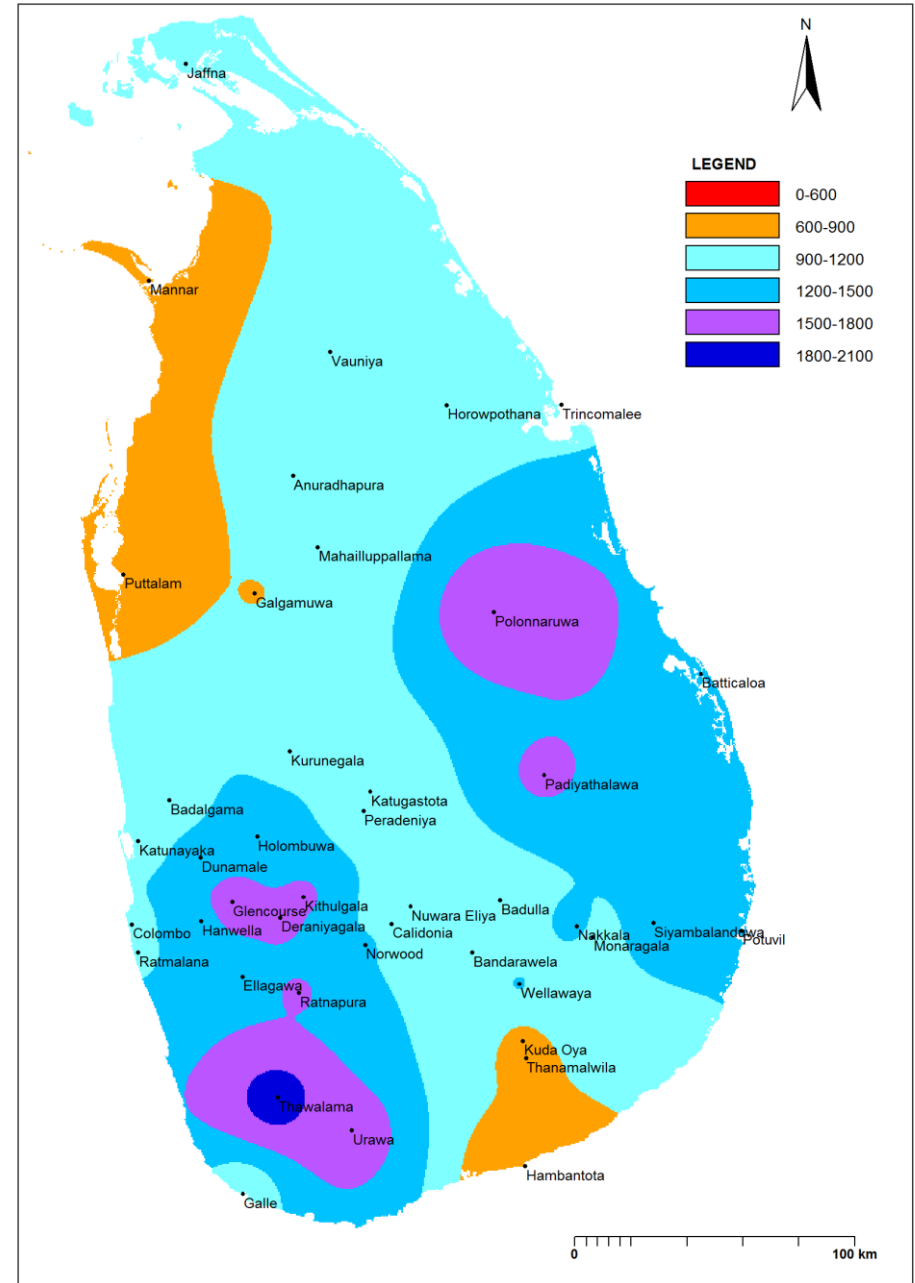 N
Jaffna
LEGEND
0-600
600-900
900-1200
1200-1500
1500-1800
1800-2100
Mannar
Vauniya
Horowpothana
Trincomalee
Anuradhapura
Mahailluppallama
Puttalam
Galgamuwa
Polonnaruwa
Batticaloa
Kurunegala
Padiyathalawa
Katugastota
Badalgama
Peradeniya
Katunayaka
Holombuwa
Dunamale
Glencourse
Kithulgala
Nuwara Eliya
Badulla
Colombo
Hanwella
Deraniyagala
Calidonia
Nakkala
Siyambalanduwa
Potuvil
Monaragala
Ratmalana
Norwood
Bandarawela
Ellagawa
Ratnapura
Wellawaya
Kuda Oya
Thanamalwila
Thawalama
Urawa
Hambantota
Galle
0 100 km